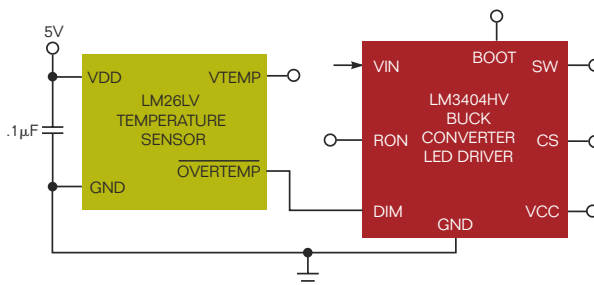 5V
.1µF
VDD
VTEMP
LM26LV
TEMPERATURE
SENSOR
OVERTEMP
GND
BOOT
VIN
SW
LM3404HV
BUCK
CONVERTER
LED DRIVER
RON
CS
DIM
VCC
GND